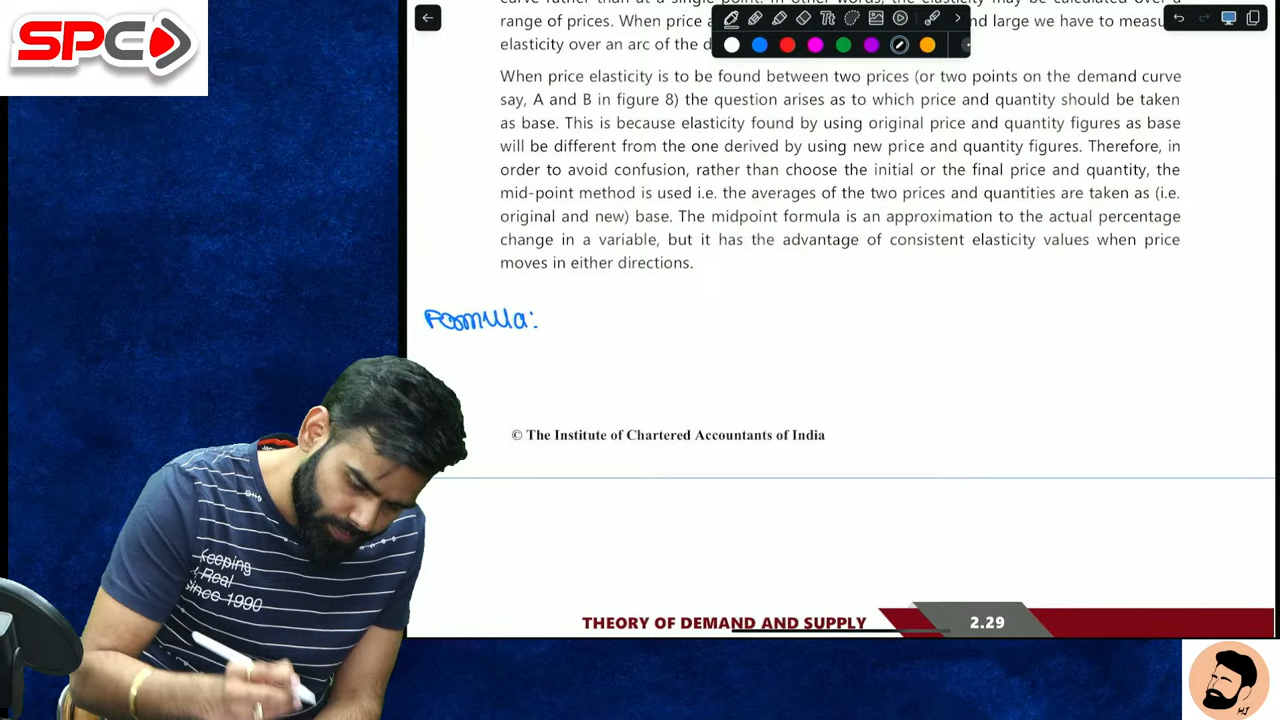 SPC
curve rather than at a single point. In other words, the elasticity may be calculated over a
range of prices. When price a nd large we have to measu
elasticity over an arc of the d
When price elasticity is to be found between two prices (or two points on the demand curve
say, A and B in figure 8) the question arises as to which price and quantity should be taken
as base. This is because elasticity found by using original price and quantity figures as base
will be different from the one derived by using new price and quantity figures. Therefore, in
order to avoid confusion, rather than choose the initial or the final price and quantity, the
mid-point method is used i.e. the averages of the two prices and quantities are taken as (i.e.
original and new) base. The midpoint formula is an approximation to the actual percentage
change in a variable, but it has the advantage of consistent elasticity values when price
moves in either directions.
Formula:
© The Institute of Chartered Accountants of India
Keeping
Real
since 1990
THEORY OF DEMAND AND SUPPLY 2.29
HJ